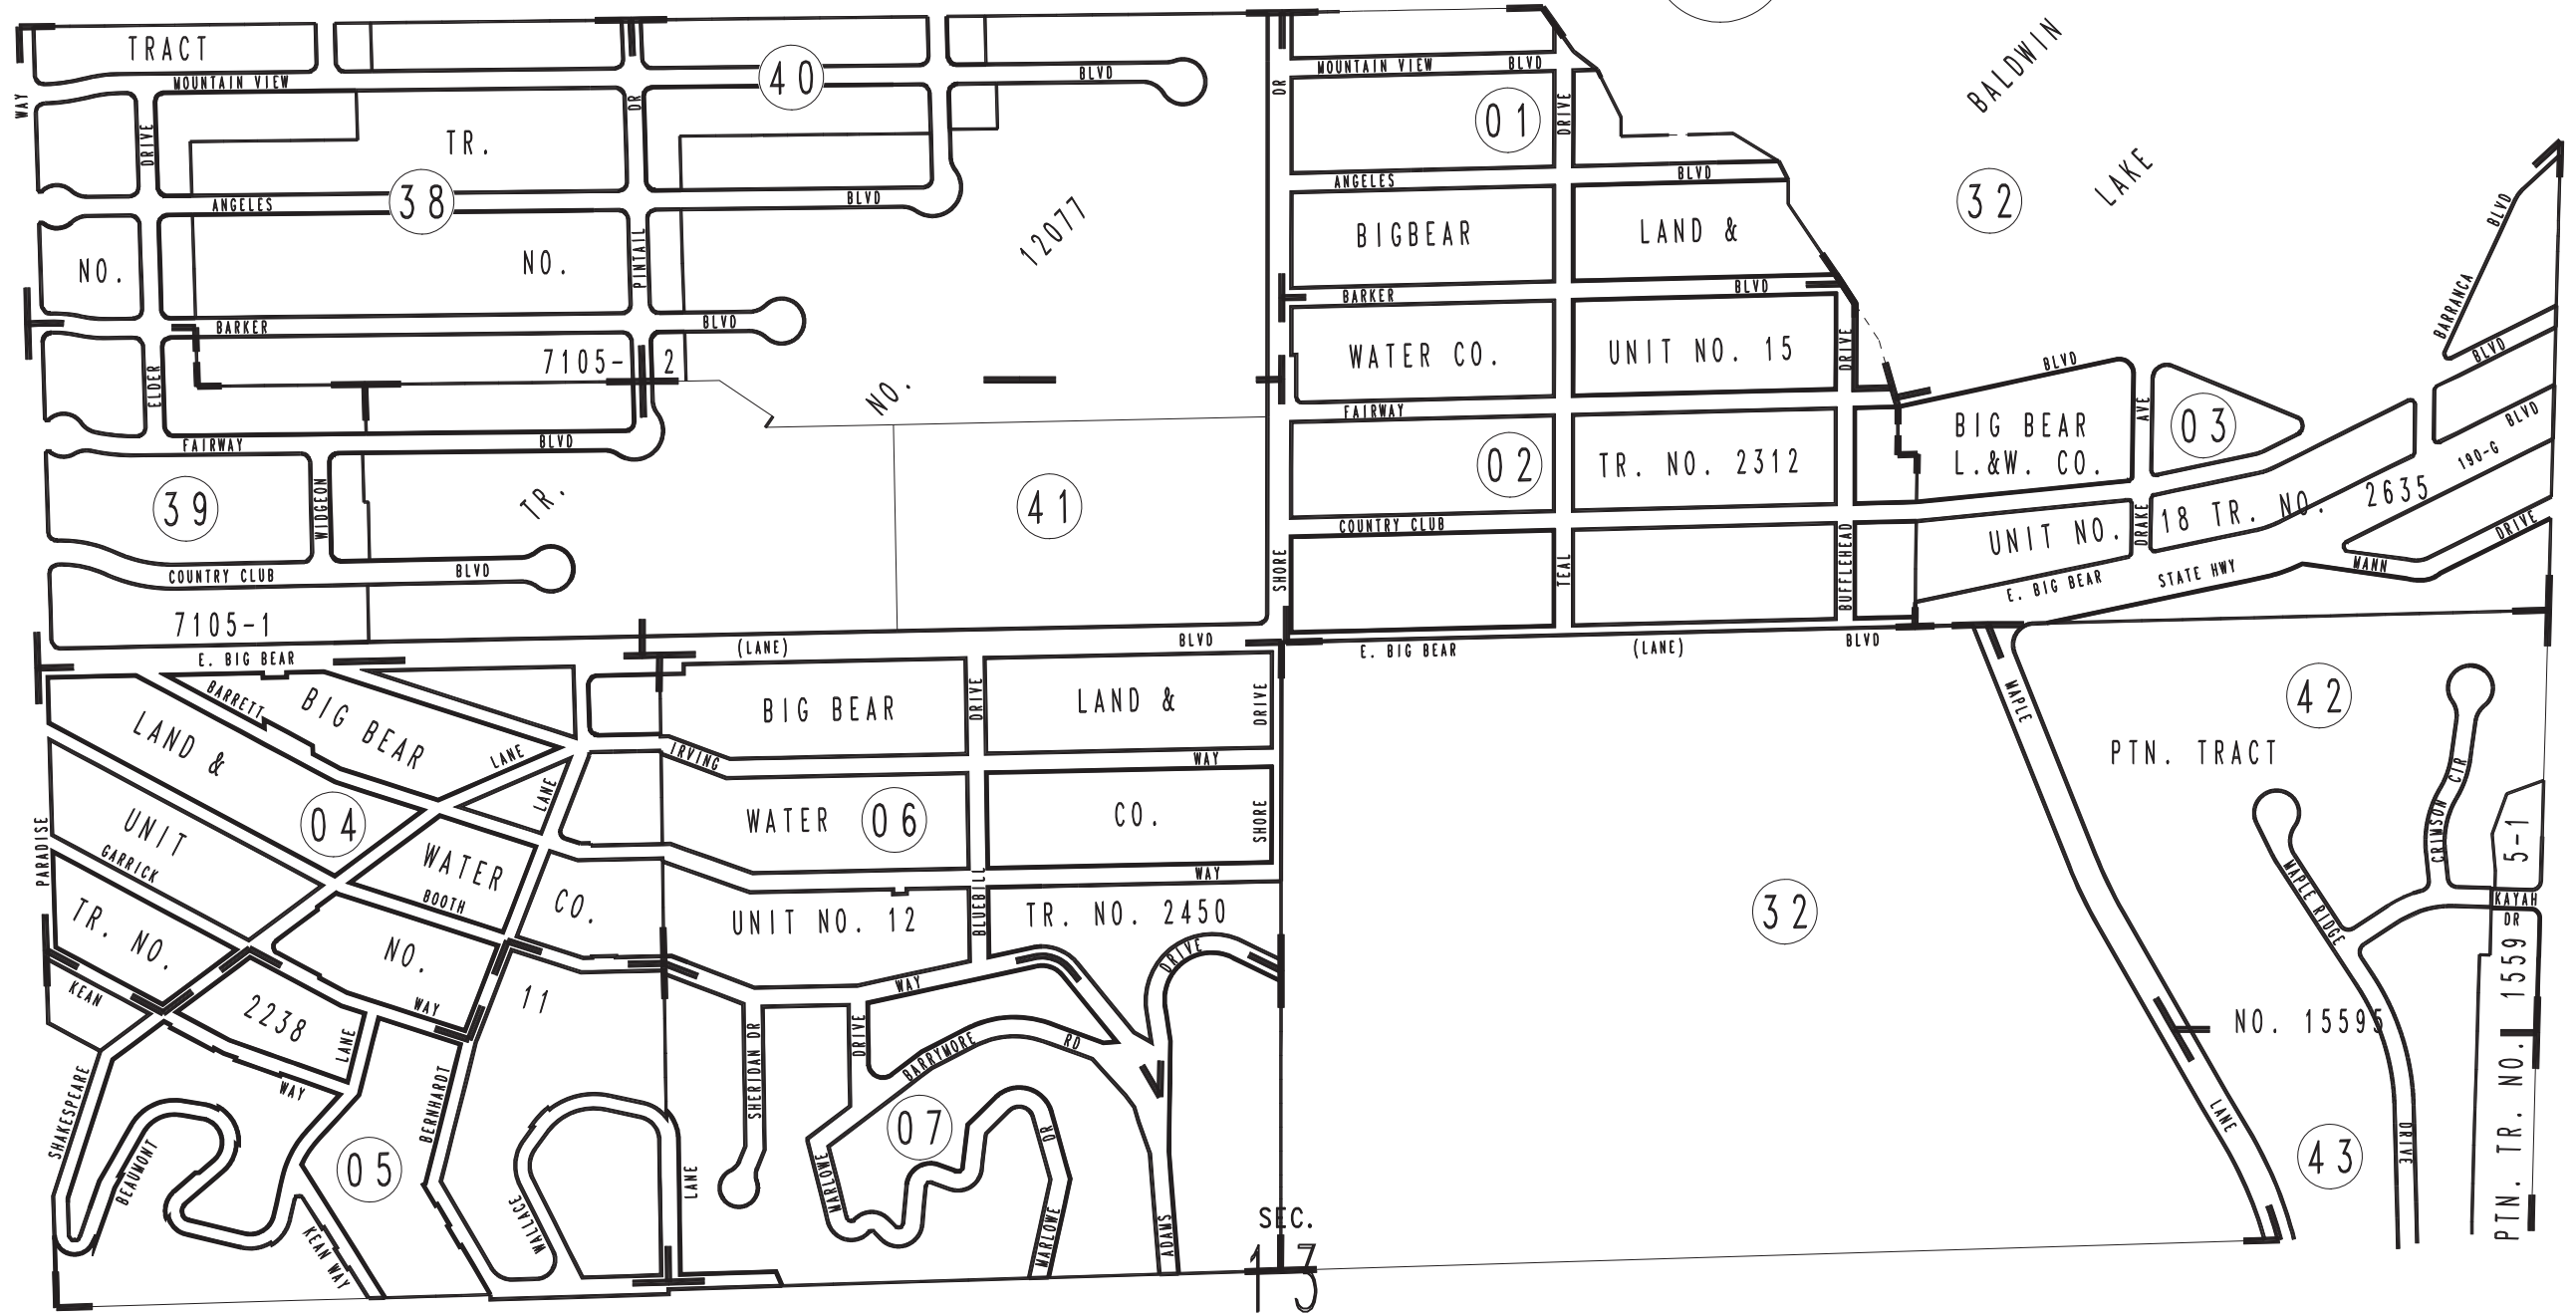 TRACT
MOUNTAIN VIEW
WAY
DRIVE
DR
40
BLVD
TR.
38
ANGELES
BLVD
NO.
NO.
PINTAIL
BARKER
BLVD
7105-2
ELDER
FAIRWAY
BLVD
39
WIDGEON
TR.
NO.
12077
41
COUNTRY CLUB
BLVD
7105-1
DR
SHORE
MOUNTAIN VIEW BLVD
01
DRIVE
ANGELES
BLVD
BIGBEAR
LAND &
BARKER
BLVD
WATER CO.
UNIT NO. 15
DRIVE
FAIRWAY
02
TR. NO. 2312
COUNTRY CLUB
TEAL
BUFFLEHEAD
BALDWIN
LAKE
32
BLVD
BARRANCA
BLVD
BLVD
BIG BEAR
L.&W. CO.
AVE
03
BLVD
190-G
UNIT NO.
DRAKE
18 TR. NO. 2635
DRIVE
MANN
E. BIG BEAR
STATE HWY
E. BIG BEAR
(LANE)
BLVD
E. BIG BEAR
(LANE)
BLVD
BARRETT
BIG BEAR
LAND &
LANE
LANE
UNIT
04
PARADISE
GARRICK
WATER
BOOTH
CO.
TR. NO.
NO.
WAY
KEAN
2238
LANE
WAY
11
SHAKESPEARE
BEAUMONT
05
BERNHARDT
KEAN WAY
WALLACE
LANE
BIG BEAR
DRIVE
LAND &
DRIVE
IRVING
WAY
WATER
06
CO.
SHORE
WAY
UNIT NO. 12
BLUEBILL
TR. NO. 2450
WAY
DRIVE
SHERIDAN DR
DRIVE
BARRYMORE
RD
07
MARLOWE
DR
MARLOWE
ADAMS
SEC.
13
32
MAPLE
LANE
42
PTN. TRACT
CRIMSON CIR
MAPLE RIDGE
5-1
KAYAH
DR
NO. 15595
43
DRIVE
PTN. TR. NO. 1559